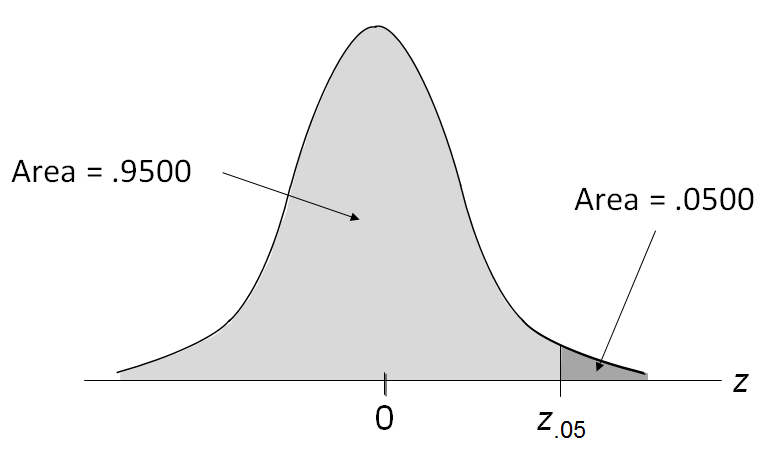 Area = .9500
Area = .0500
z
0
z.05